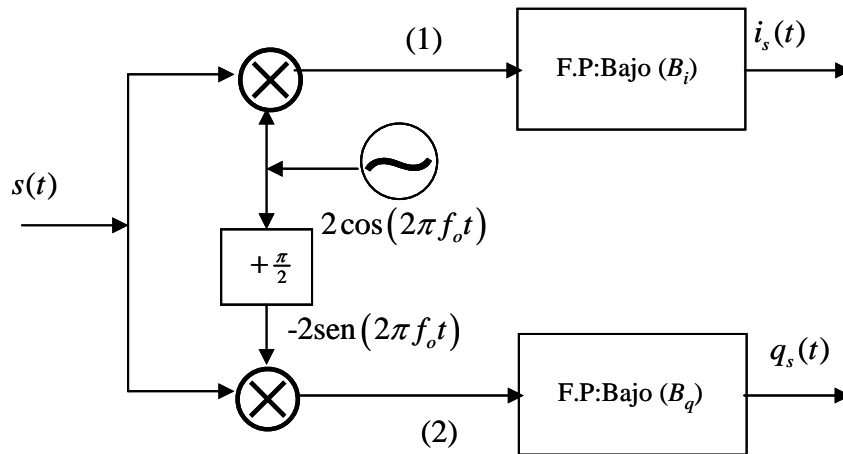 (1)
i_s(t)
F.P:Bajo (B_i)
s(t)
2cos(2πf_o t)
+ π/2
-2sen(2πf_o t)
q_s(t)
F.P:Bajo (B_q)
(2)